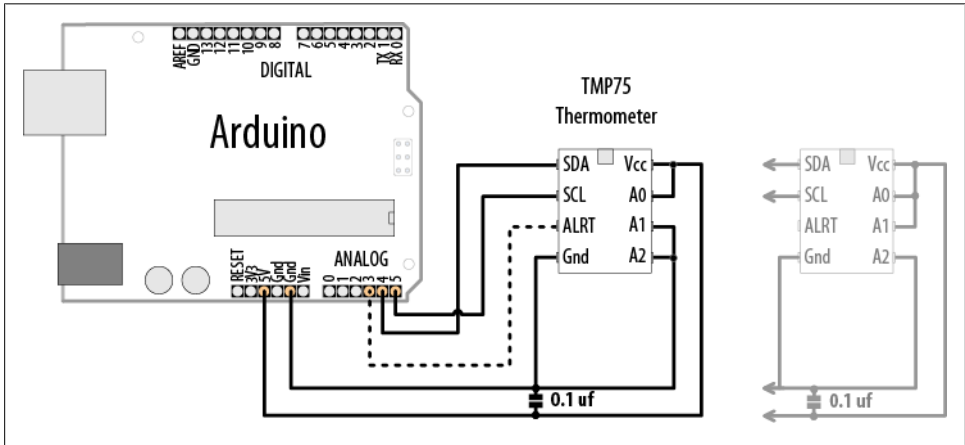 AREF
GND
13
12
11
10
9
8
7
6
5
4
3
2
TX 1
RX 0
DIGITAL
Arduino
RESET
3V3
5V
Gnd
Gnd
Vin
ANALOG
0
1
2
3
4
5
TMP75
Thermometer
SDA Vcc
SCL A0
ALRT A1
Gnd A2
0.1 uf
SDA Vcc
SCL A0
ALRT A1
Gnd A2
0.1 uf